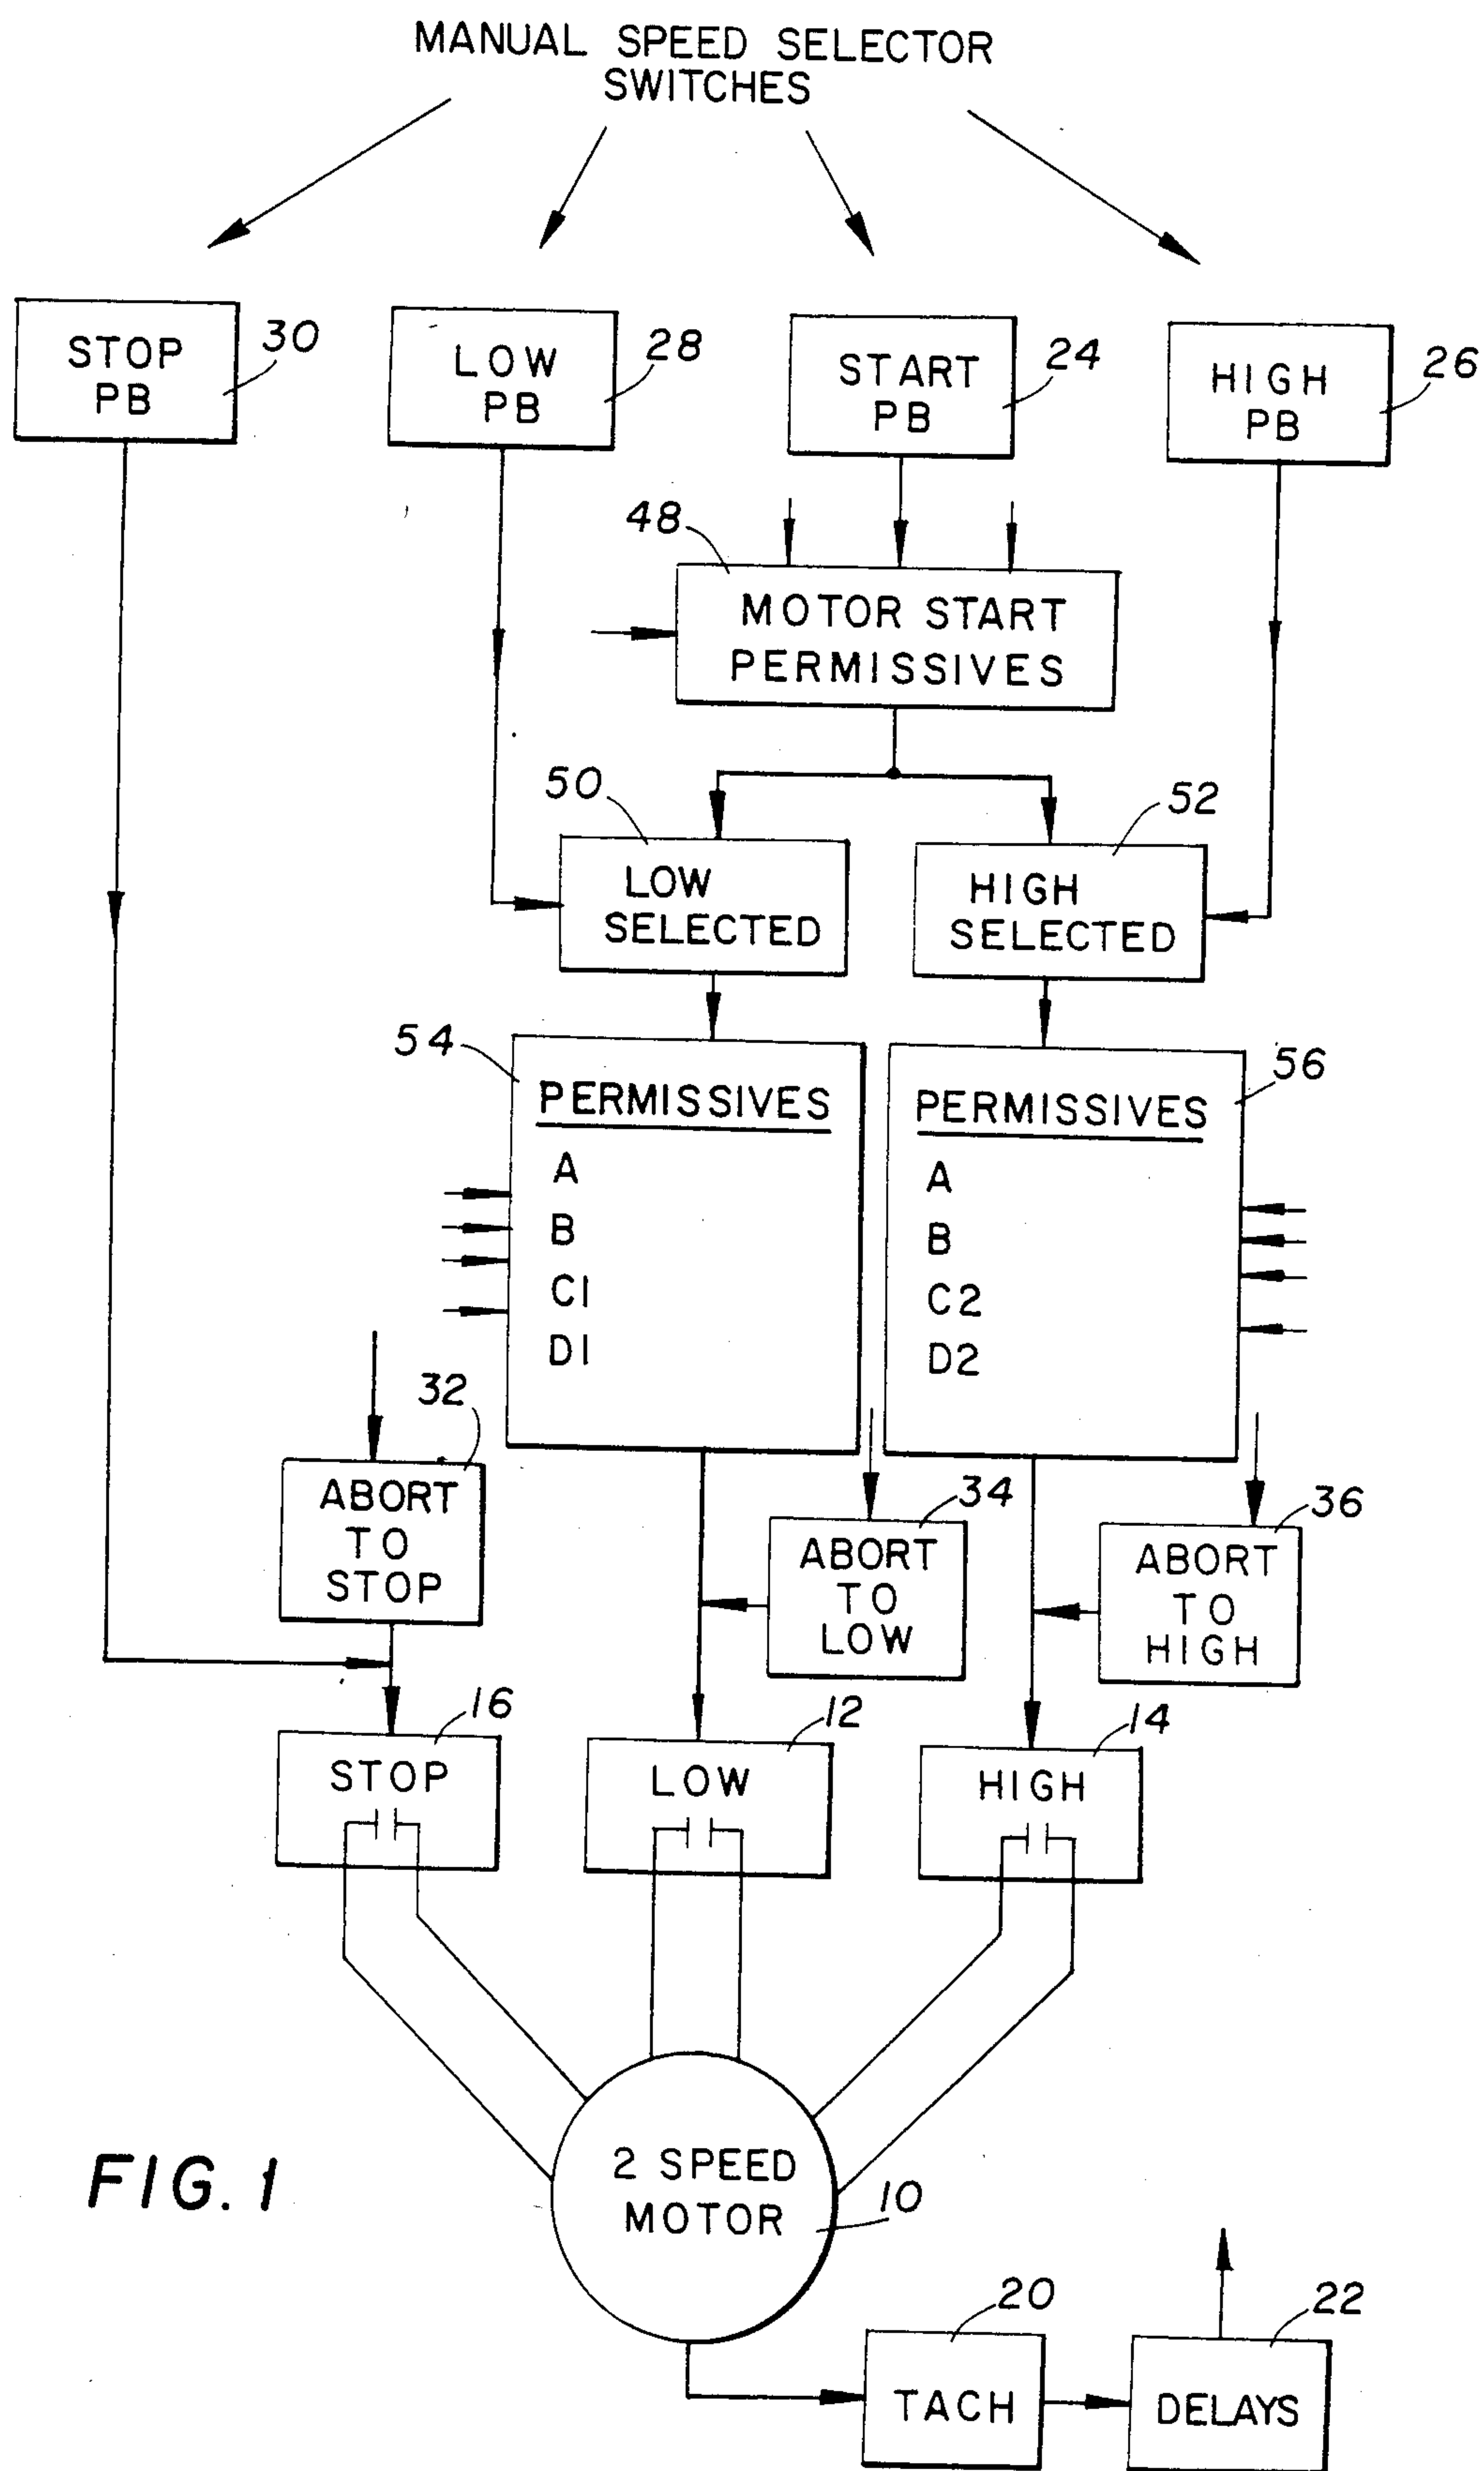 MANUAL SPEED SELECTOR
SWITCHES
STOP
PB
30
LOW
PB
28
START
PB
24
HIGH
PB
26
48
MOTOR START
PERMISSIVES
50
LOW
SELECTED
52
HIGH
SELECTED
54
PERMISSIVES
A
B
C1
D1
56
PERMISSIVES
A
B
C2
D2
32
ABORT
TO
STOP
34
ABORT
TO
LOW
36
ABORT
TO
HIGH
16
STOP
12
LOW
14
HIGH
2 SPEED
MOTOR
10
FIG. 1
20
TACH
22
DELAYS